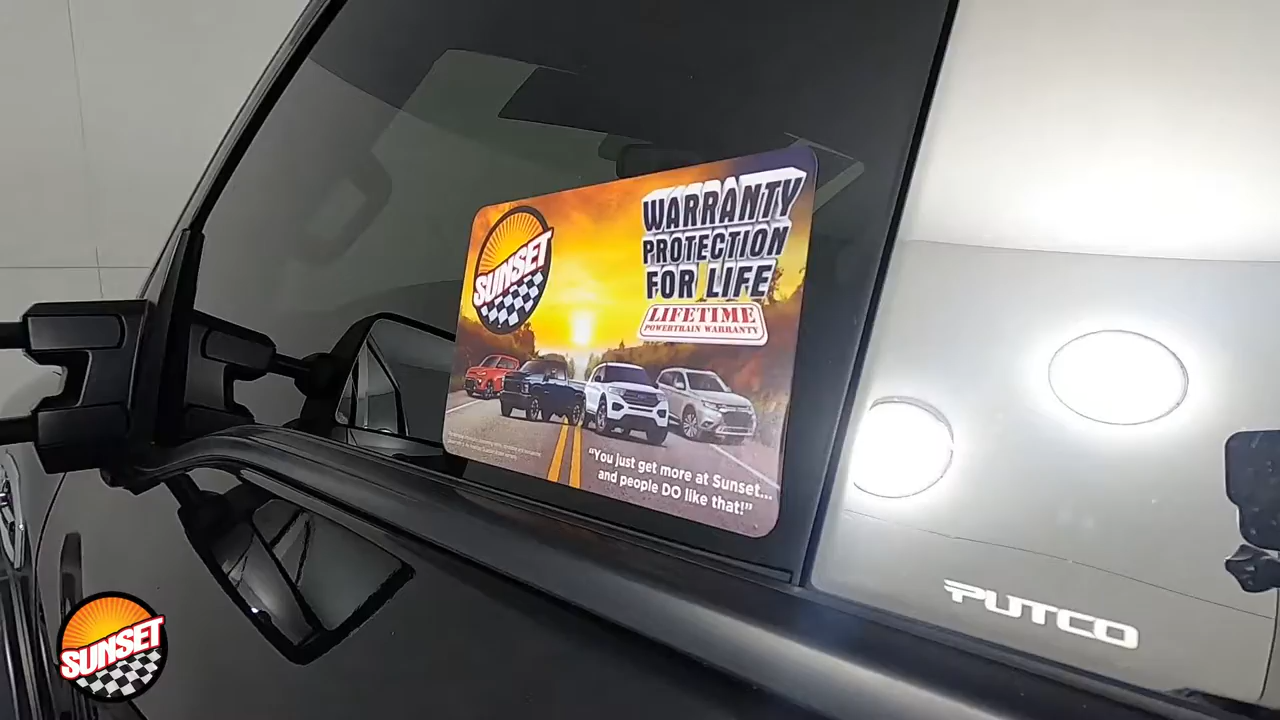 SUNSET
WARRANTY
PROTECTION
FOR LIFE
LIFETIME
POWERTRAIN WARRANTY
"You just get more at Sunset...
and people DO like that!"
PUTCO
SUNSET